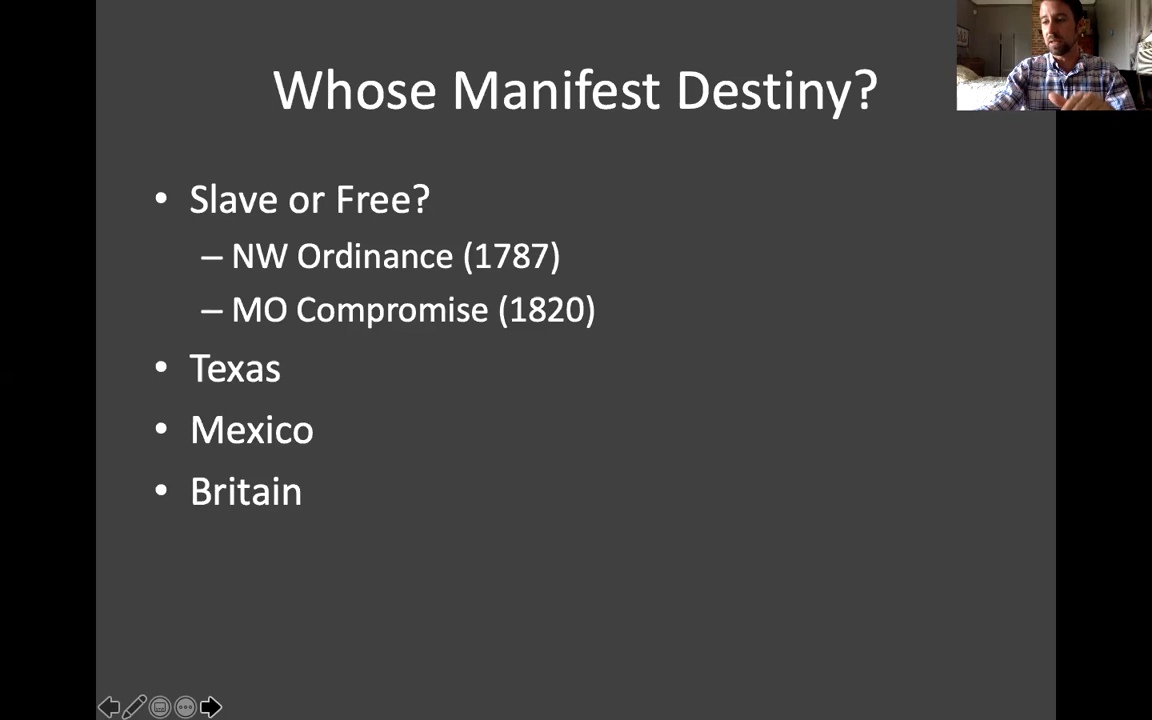 Whose Manifest Destiny?
• Slave or Free?
– NW Ordinance (1787)
– MO Compromise (1820)
• Texas
• Mexico
• Britain